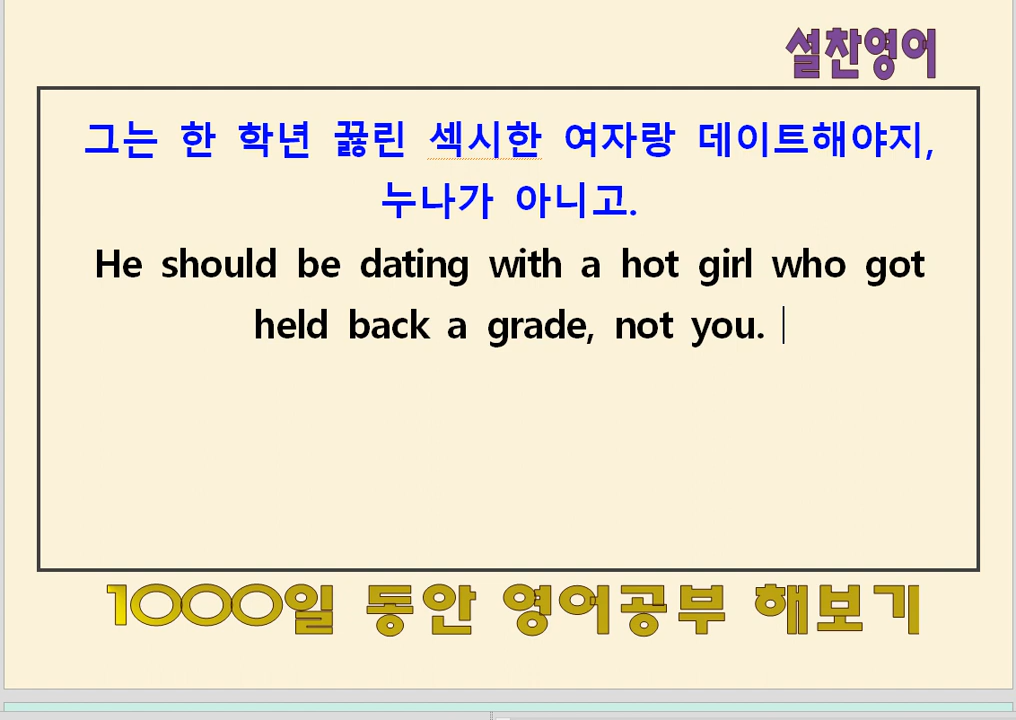 설찬영어
그는 한 학년 꿇린 섹시한 여자랑 데이트해야지,
누나가 아니고.
He should be dating with a hot girl who got
held back a grade, not you.
1000일 동안 영어공부 해보기